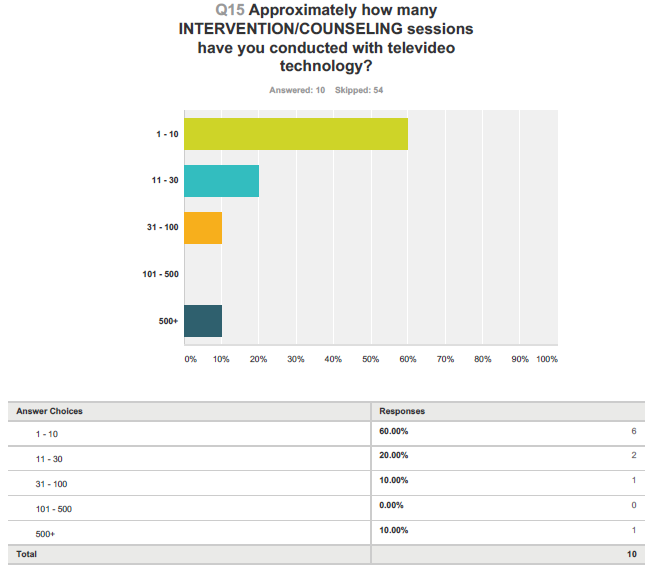 Q15 Approximately how many
INTERVENTION/COUNSELING sessions
have you conducted with televideo
technology?
Answered: 10 Skipped: 54
1 - 10
11 - 30
31 - 100
101 - 500
500+
0% 10% 20% 30% 40% 50% 60% 70% 80% 90% 100%
Answer Choices Responses
1 - 10 60.00% 6
11 - 30 20.00% 2
31 - 100 10.00% 1
101 - 500 0.00% 0
500+ 10.00% 1
Total 10